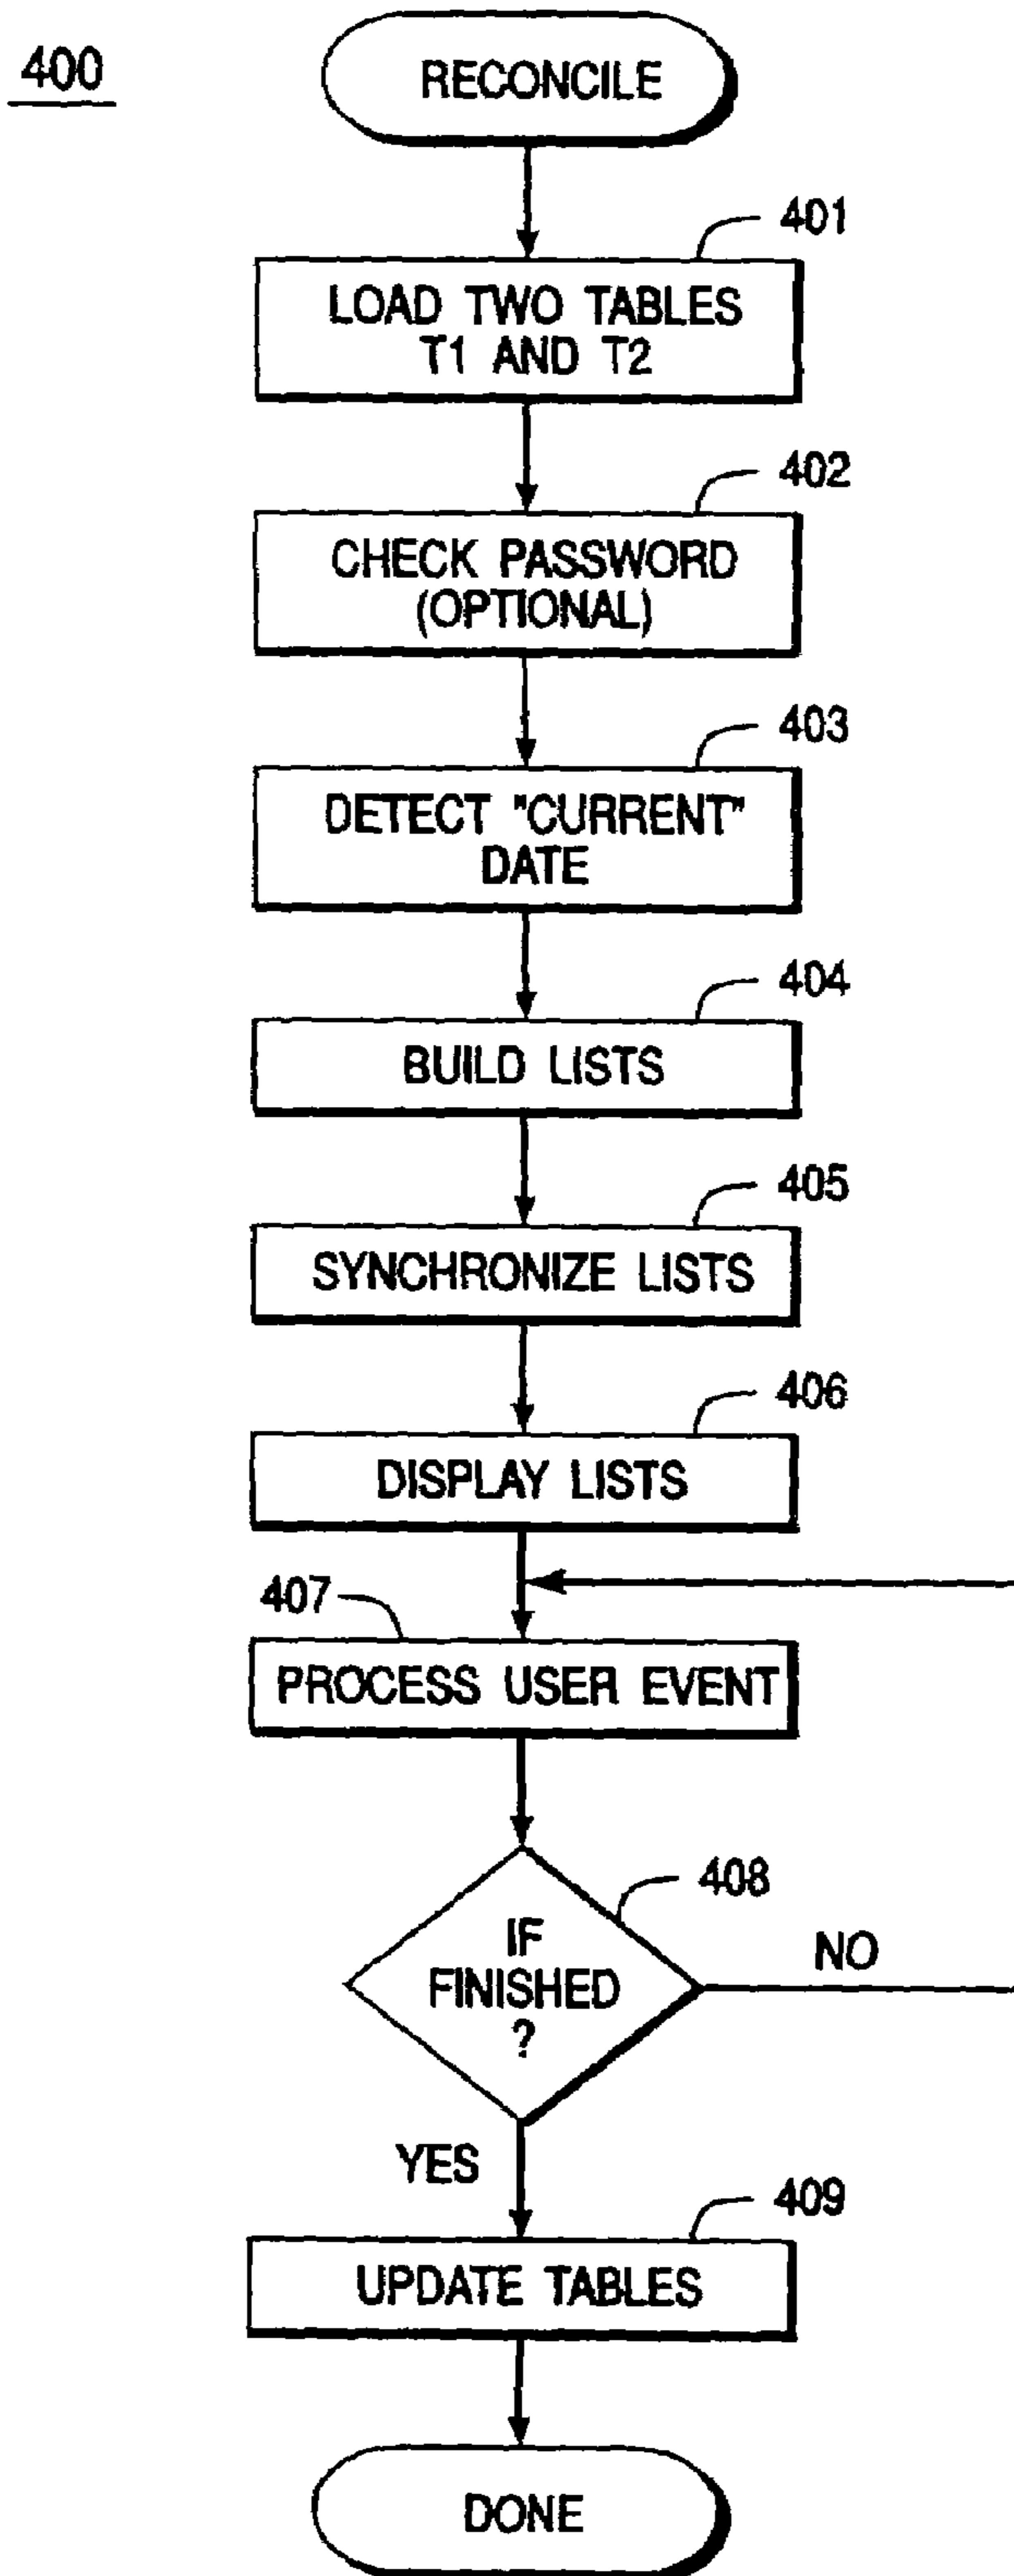 400
RECONCILE
401
LOAD TWO TABLES
T1 AND T2
402
CHECK PASSWORD
(OPTIONAL)
403
DETECT "CURRENT"
DATE
404
BUILD LISTS
405
SYNCHRONIZE LISTS
406
DISPLAY LISTS
407
PROCESS USER EVENT
408
IF
FINISHED
?
NO
YES
409
UPDATE TABLES
DONE